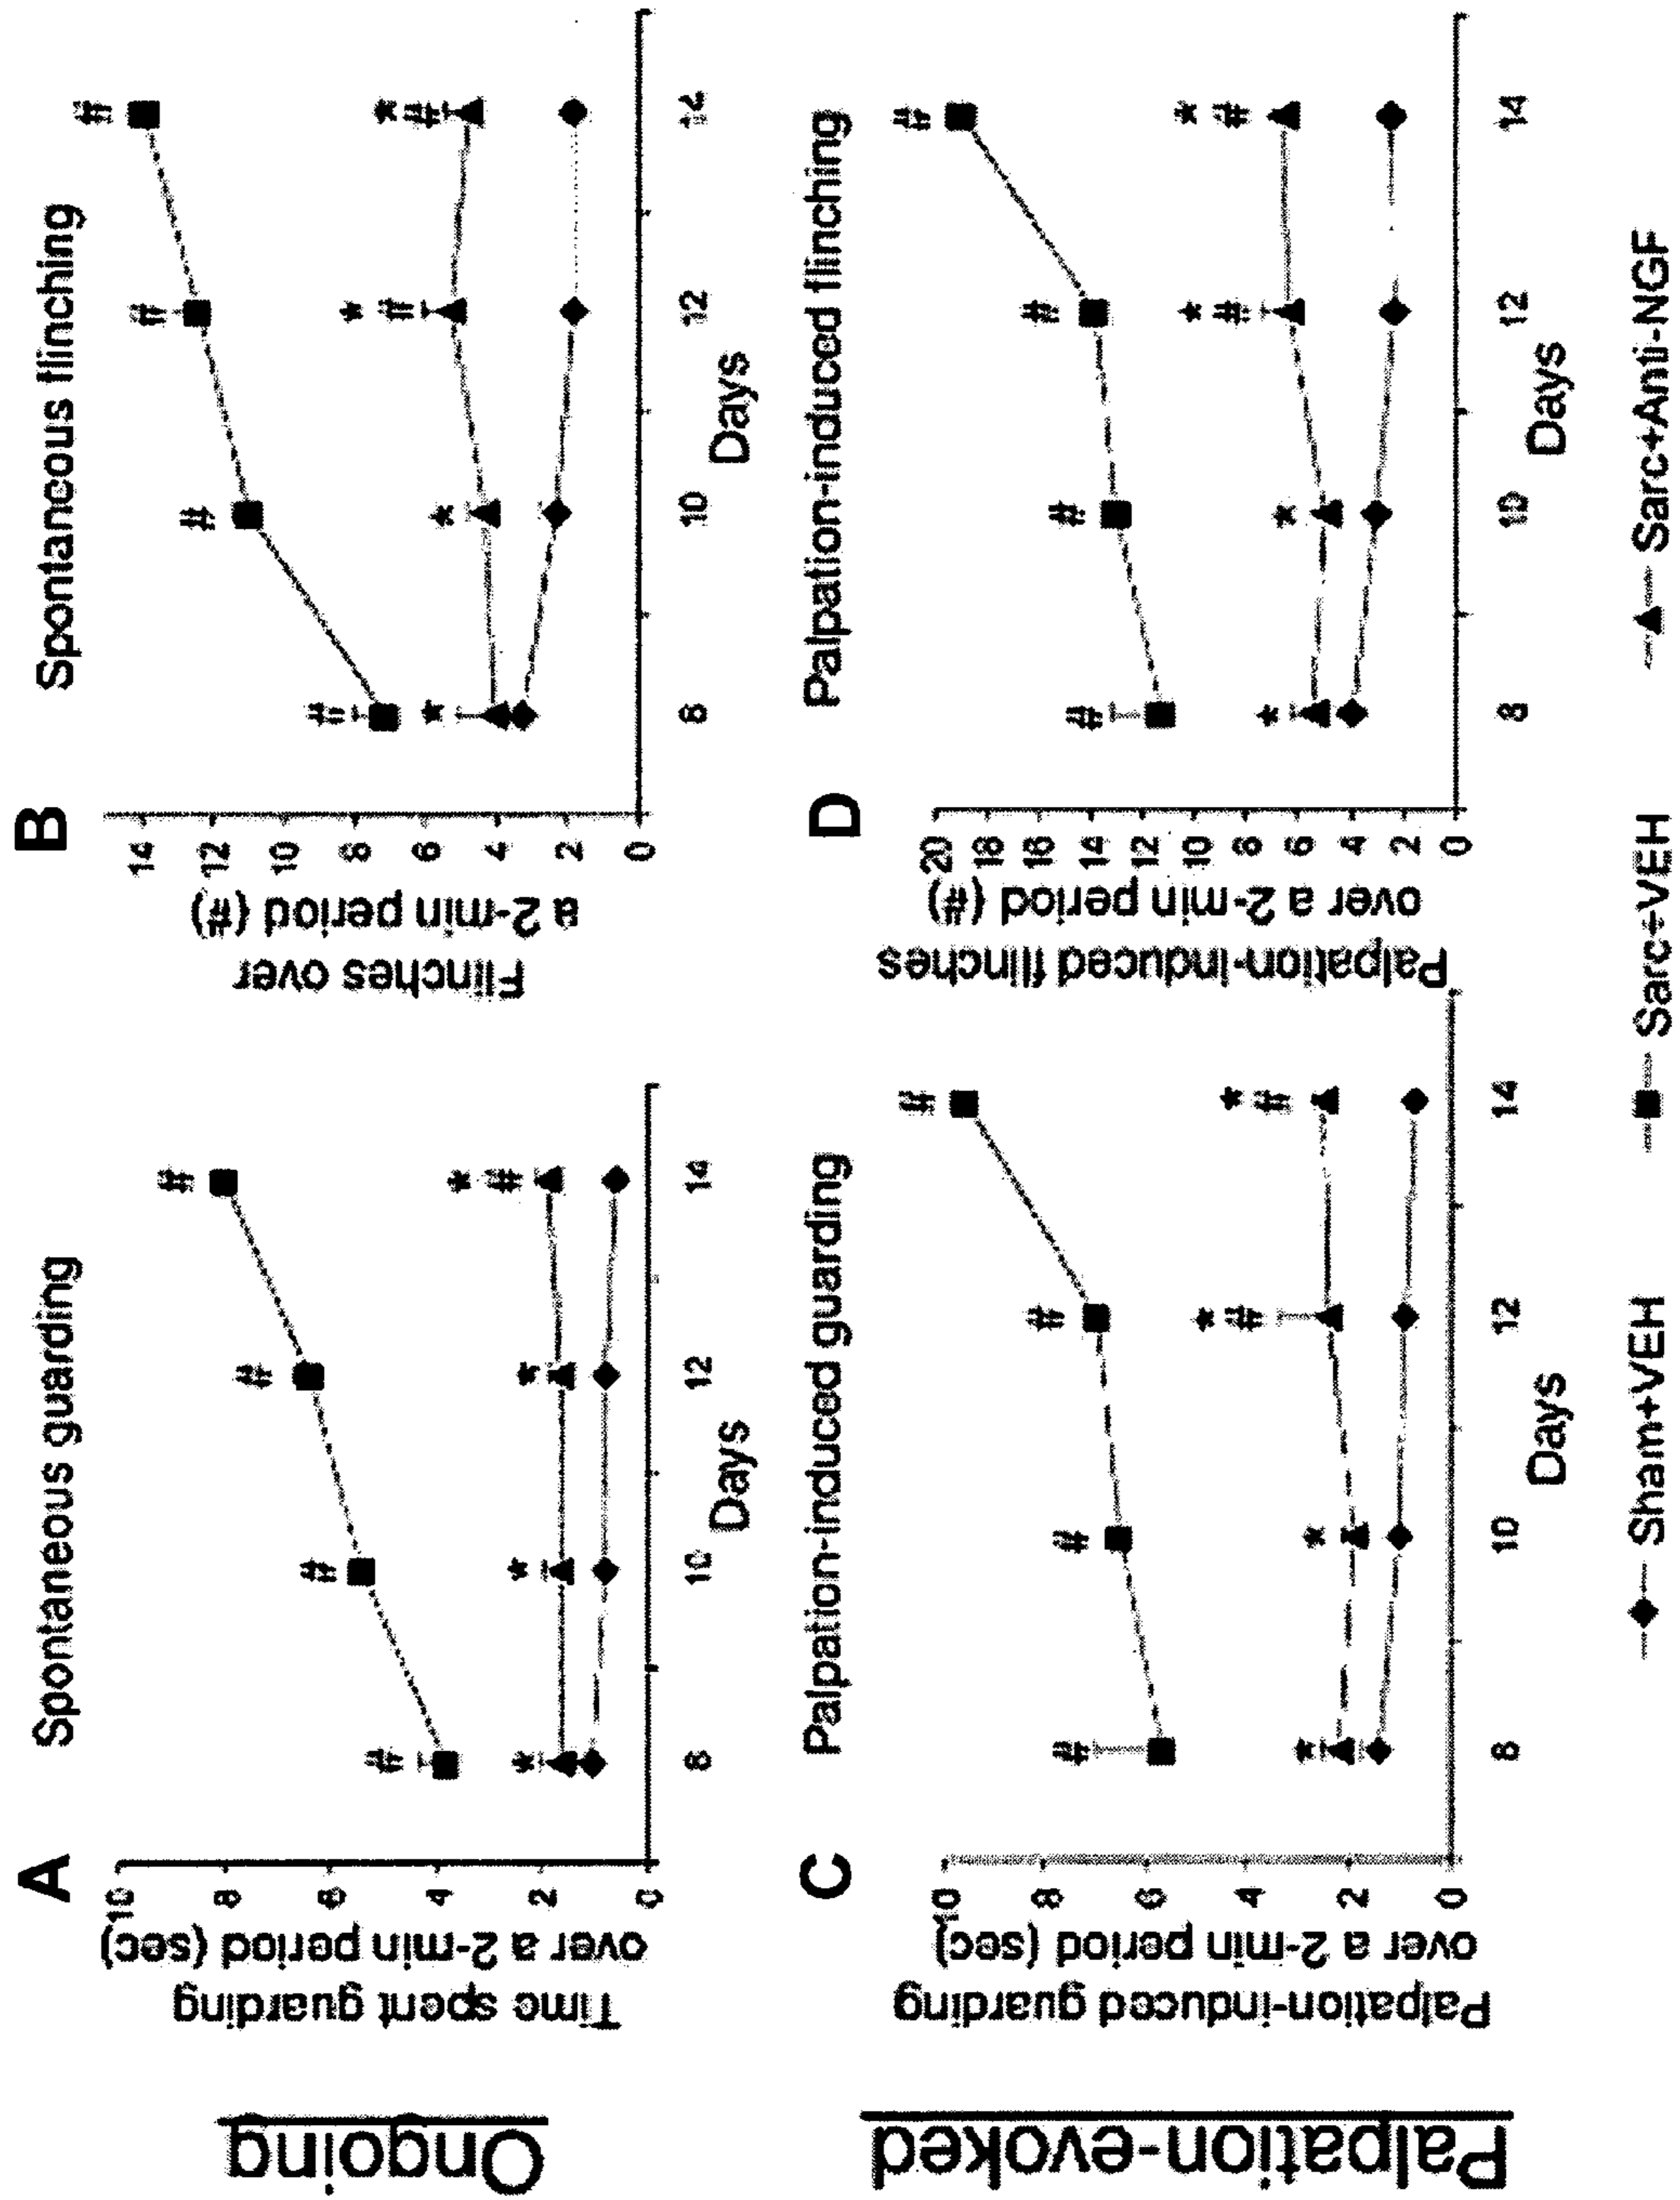 Ongoing
A
Spontaneous guarding
Time spent guarding
over a 2-min period (sec)
10
8
6
4
2
0
# # # #
* * * *
#
8 10 12 14
Days
B
Spontaneous flinching
Flinches over
a 2-min period (#)
14
12
10
8
6
4
2
0
# # # #
* * * *
# #
8 10 12 14
Days
Palpation-evoked
C
Palpation-induced guarding
Palpation-induced guarding
over a 2-min period (sec)
10
8
6
4
2
0
# # # #
* * * *
# #
8 10 12 14
Days
D
Palpation-induced flinching
Palpation-induced flinches
over a 2-min period (#)
20
18
16
14
12
10
8
6
4
2
0
# # # #
* * * *
# #
8 10 12 14
Days
Sham+VEH
Sarc+VEH
Sarc+Anti-NGF